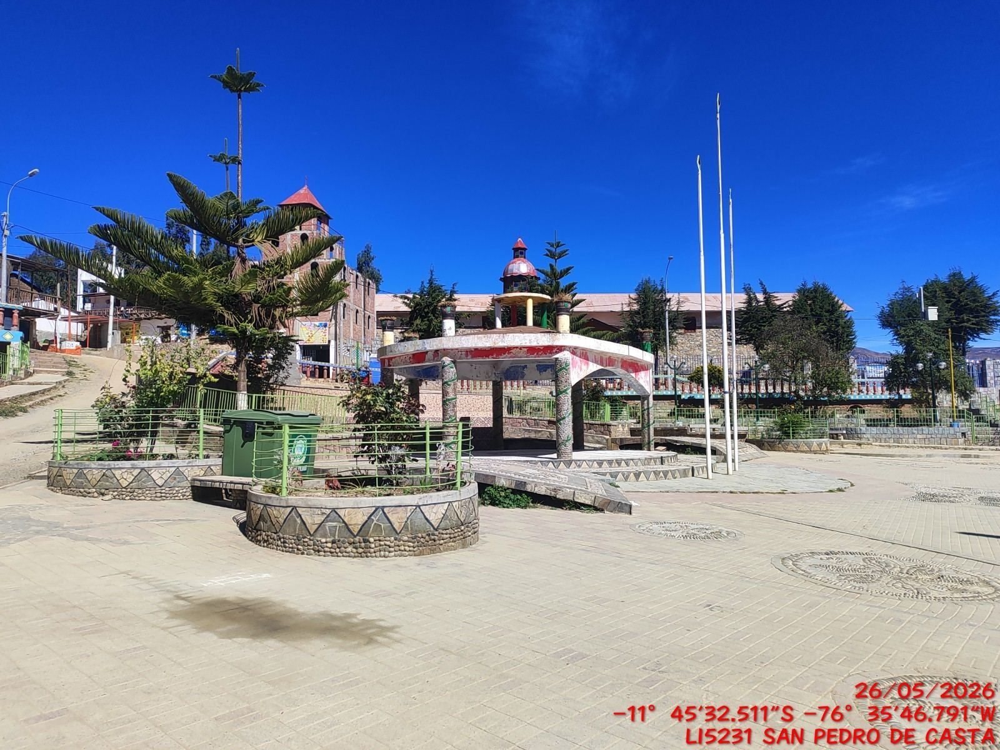 26/05/2026
-11° 45'32.511"S -76° 35'46.791"W
LI5231 SAN PEDRO DE CASTA